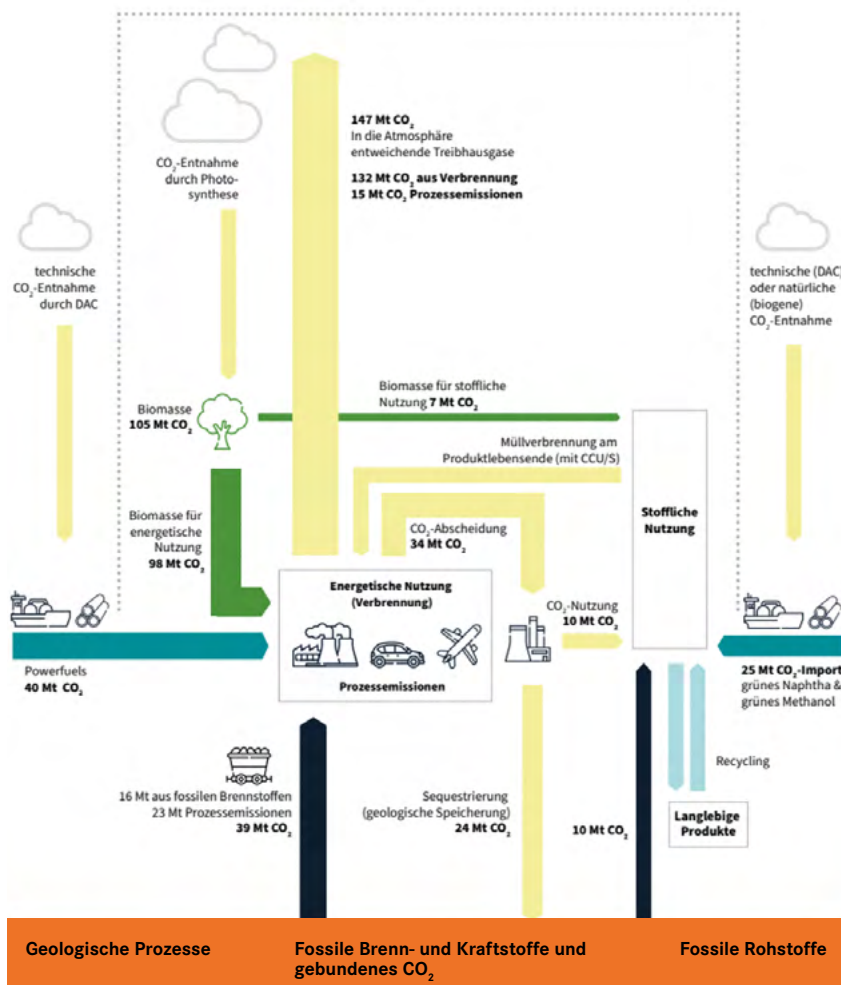 147 Mt CO₂
In die Atmosphäre
entweichende Treibhausgase
132 Mt CO₂ aus Verbrennung
15 Mt CO₂ Prozessemissionen
CO₂-Entnahme
durch Photo-
synthese
technische
CO₂-Entnahme
durch DAC
technische (DAC)
oder natürliche
(biogene)
CO₂-Entnahme
Biomasse
105 Mt CO₂
Biomasse für stoffliche
Nutzung 7 Mt CO₂
Müllverbrennung am
Produktlebensende (mit CCU/S)
Stoffliche
Nutzung
Biomasse für
energetische
Nutzung
98 Mt CO₂
CO₂-Abscheidung
34 Mt CO₂
Energetische Nutzung
(Verbrennung)
Prozessemissionen
CO₂-Nutzung
10 Mt CO₂
Powerfuels
40 Mt CO₂
25 Mt CO₂-Import
grünes Naphtha &
grünes Methanol
Recycling
16 Mt aus fossilen Brennstoffen
23 Mt Prozessemissionen
39 Mt CO₂
Sequestrierung
(geologische Speicherung)
24 Mt CO₂
10 Mt CO₂
Langlebige
Produkte
Geologische Prozesse
Fossile Brenn- und Kraftstoffe und
gebundenes CO₂
Fossile Rohstoffe